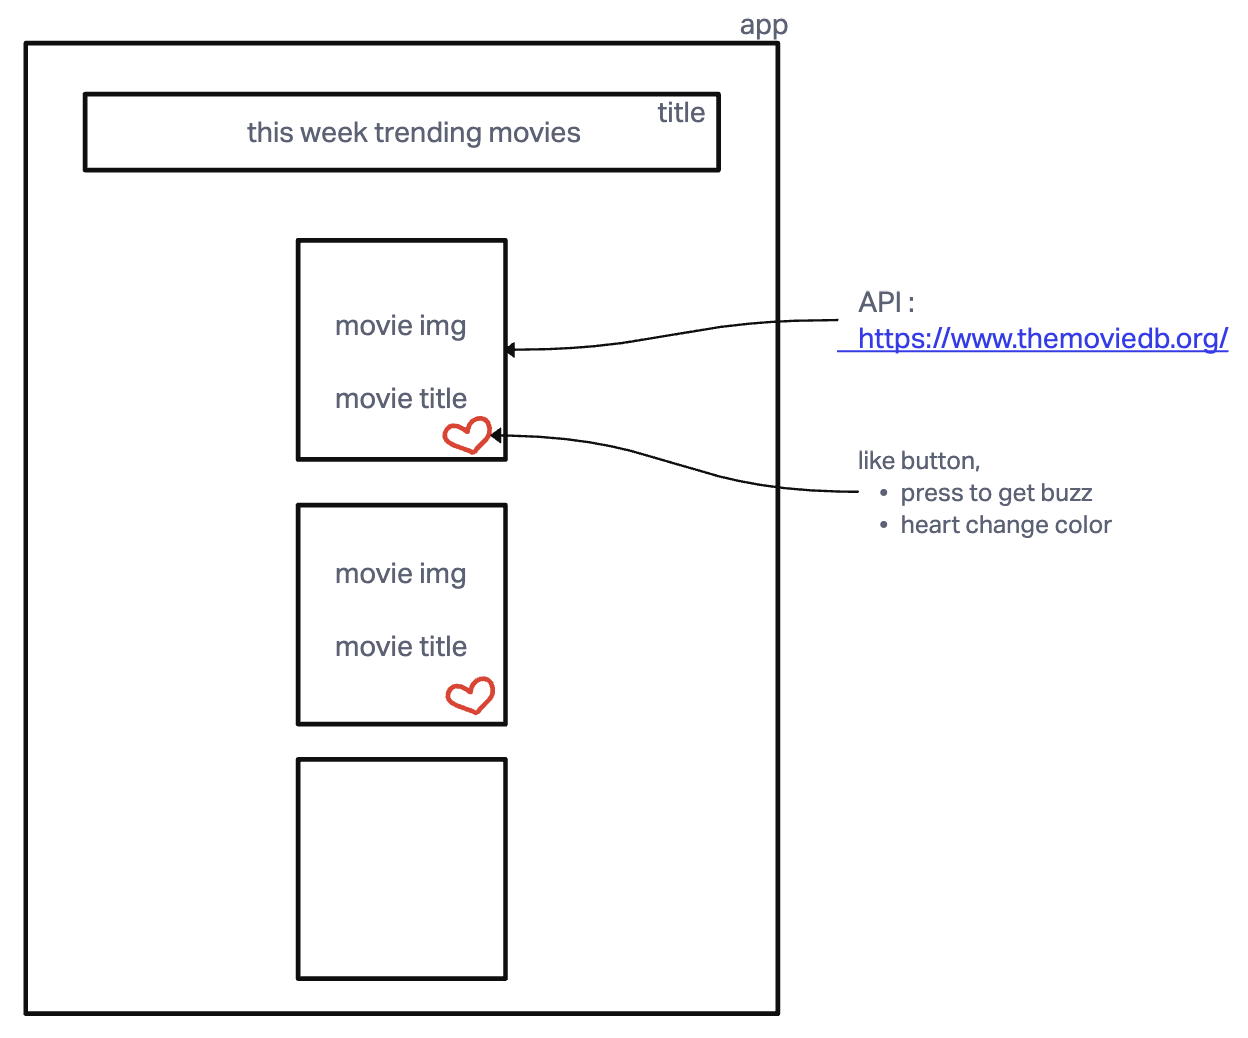 app
title
this week trending movies
movie img
movie title
API :
https://www.themoviedb.org/
like button,
• press to get buzz
• heart change color
movie img
movie title